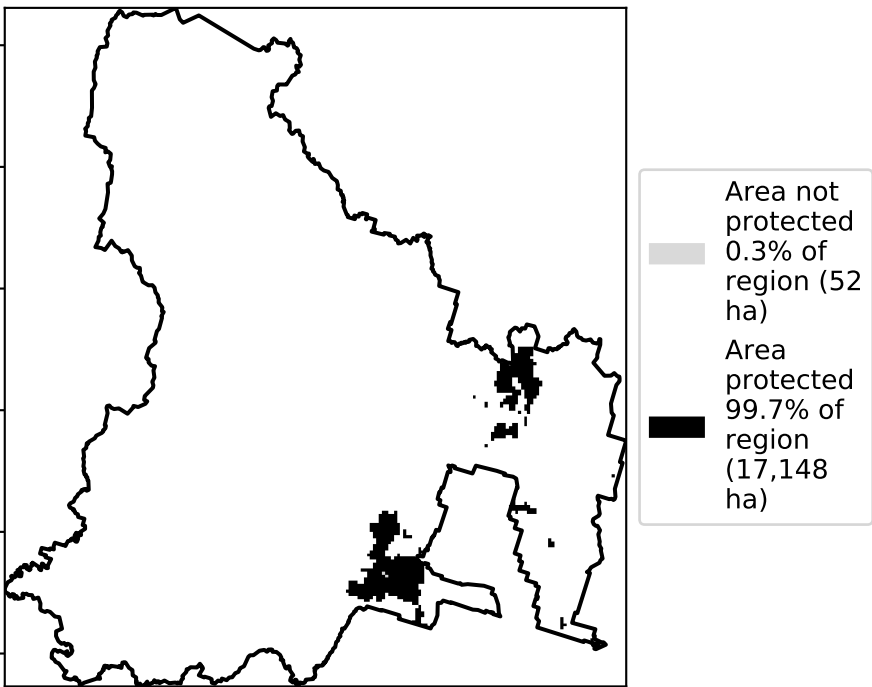 Area not
protected
0.3% of
region (52
ha)
Area
protected
99.7% of
region
(17,148
ha)